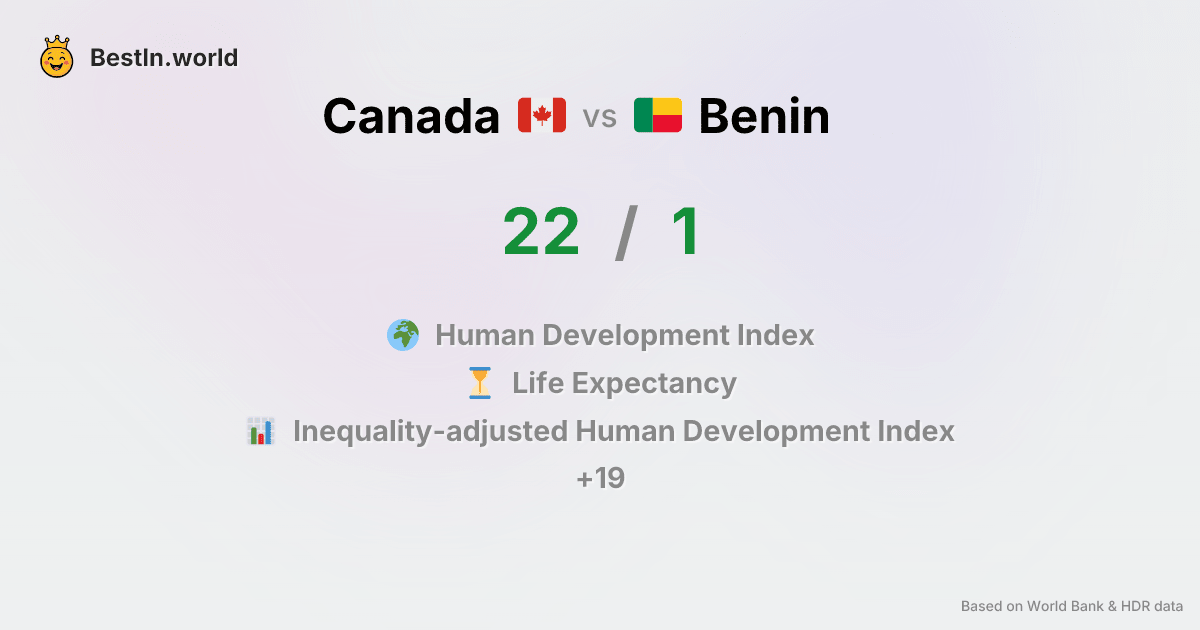 BestIn.world
Canada vs Benin
22 / 1
Human Development Index
Life Expectancy
Inequality-adjusted Human Development Index
+19
Based on World Bank & HDR data